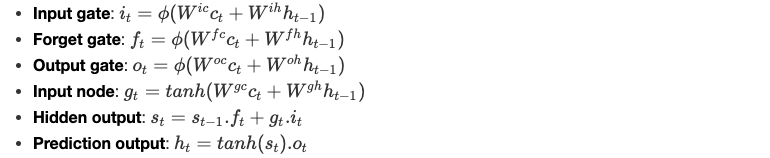 • Input gate: $i_t = \phi(W^{ic}c_t + W^{ih}h_{t-1})$
• Forget gate: $f_t = \phi(W^{fc}c_t + W^{fh}h_{t-1})$
• Output gate: $o_t = \phi(W^{oc}c_t + W^{oh}h_{t-1})$
• Input node: $g_t = tanh(W^{gc}c_t + W^{gh}h_{t-1})$
• Hidden output: $s_t = s_{t-1}.f_t + g_t.i_t$
• Prediction output: $h_t = tanh(s_t).o_t$